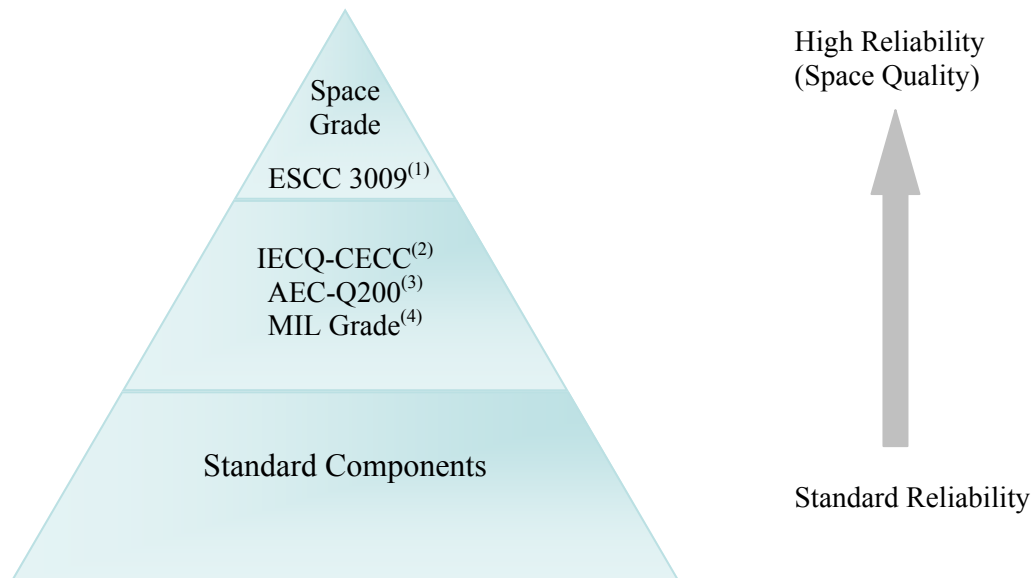 Space
Grade
ESCC 3009(1)
IECQ-CECC(2)
AEC-Q200(3)
MIL Grade(4)
Standard Components
High Reliability
(Space Quality)
Standard Reliability